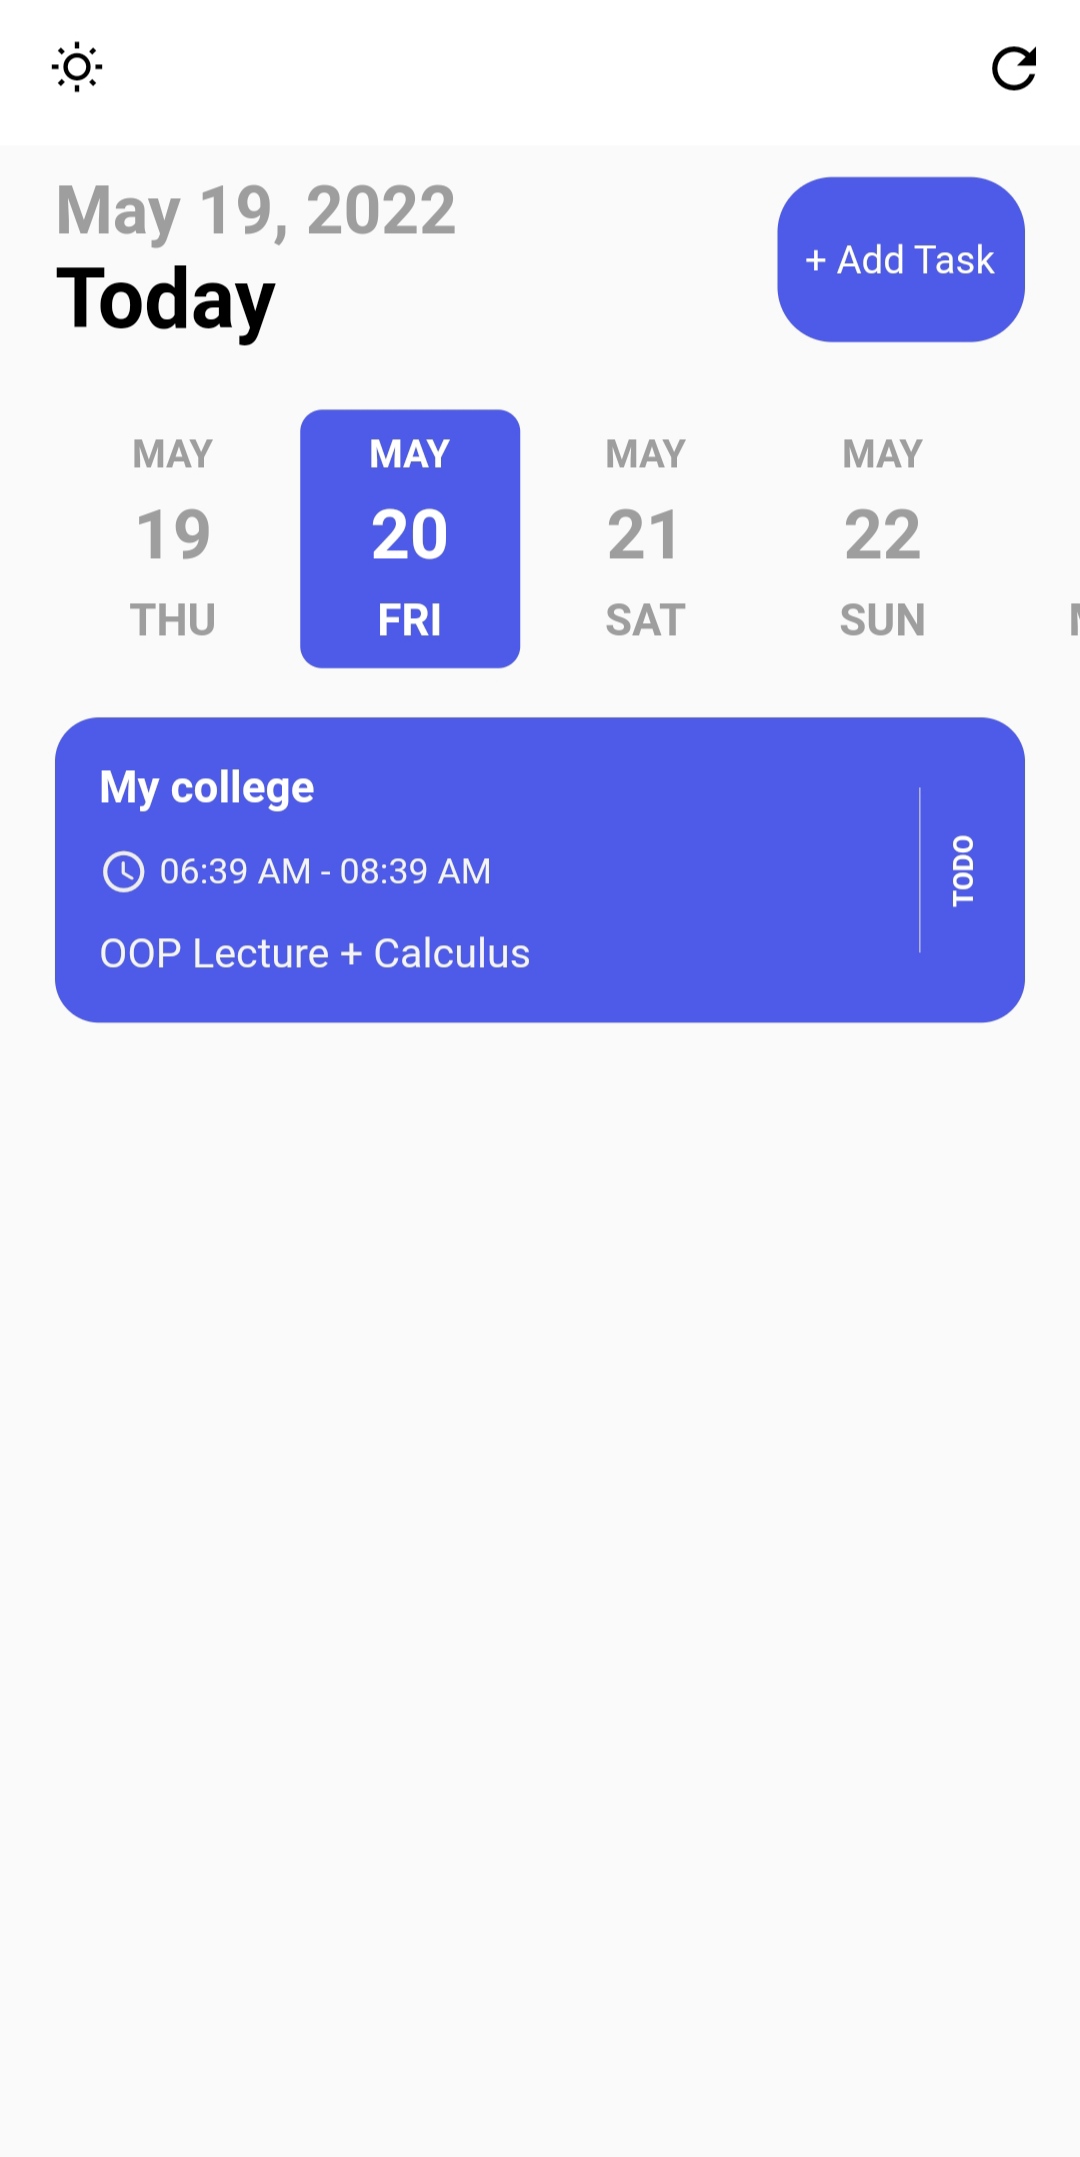 May 19, 2022
Today
+ Add Task
MAY MAY MAY MAY
19 20 21 22
THU FRI SAT SUN
My college
06:39 AM - 08:39 AM
OOP Lecture + Calculus
TODO